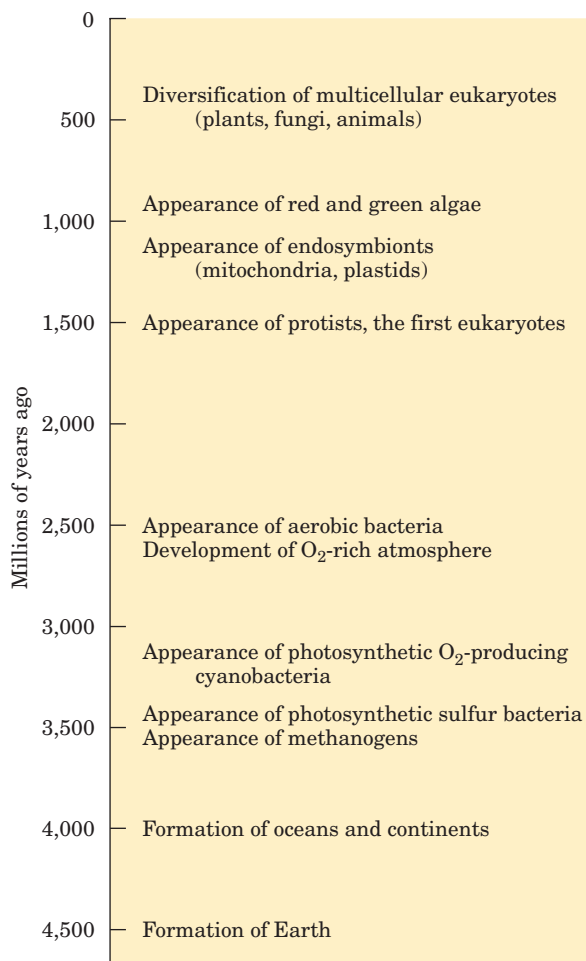 0
Diversification of multicellular eukaryotes
500
(plants, fungi, animals)
Appearance of red and green algae
1,000
Appearance of endosymbionts
(mitochondria, plastids)
1,500
Appearance of protists, the first eukaryotes
Millions of years ago
2,000
2,500
Appearance of aerobic bacteria
Development of O₂-rich atmosphere
3,000
Appearance of photosynthetic O₂-producing
cyanobacteria
Appearance of photosynthetic sulfur bacteria
3,500
Appearance of methanogens
4,000
Formation of oceans and continents
4,500
Formation of Earth